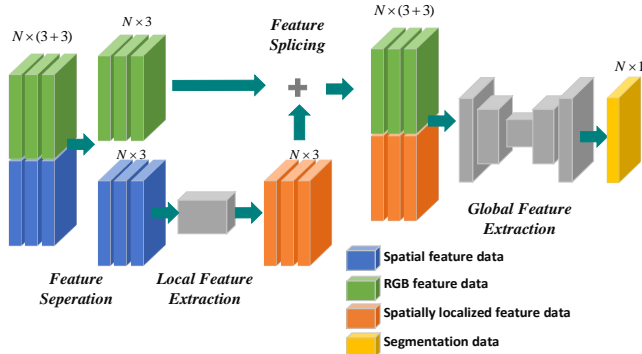 N×(3+3)
N×3
Feature
Splicing
N×(3+3)
N×1
N×3
N×3
Feature
Seperation
Local Feature
Extraction
Global Feature
Extraction
Spatial feature data
RGB feature data
Spatially localized feature data
Segmentation data